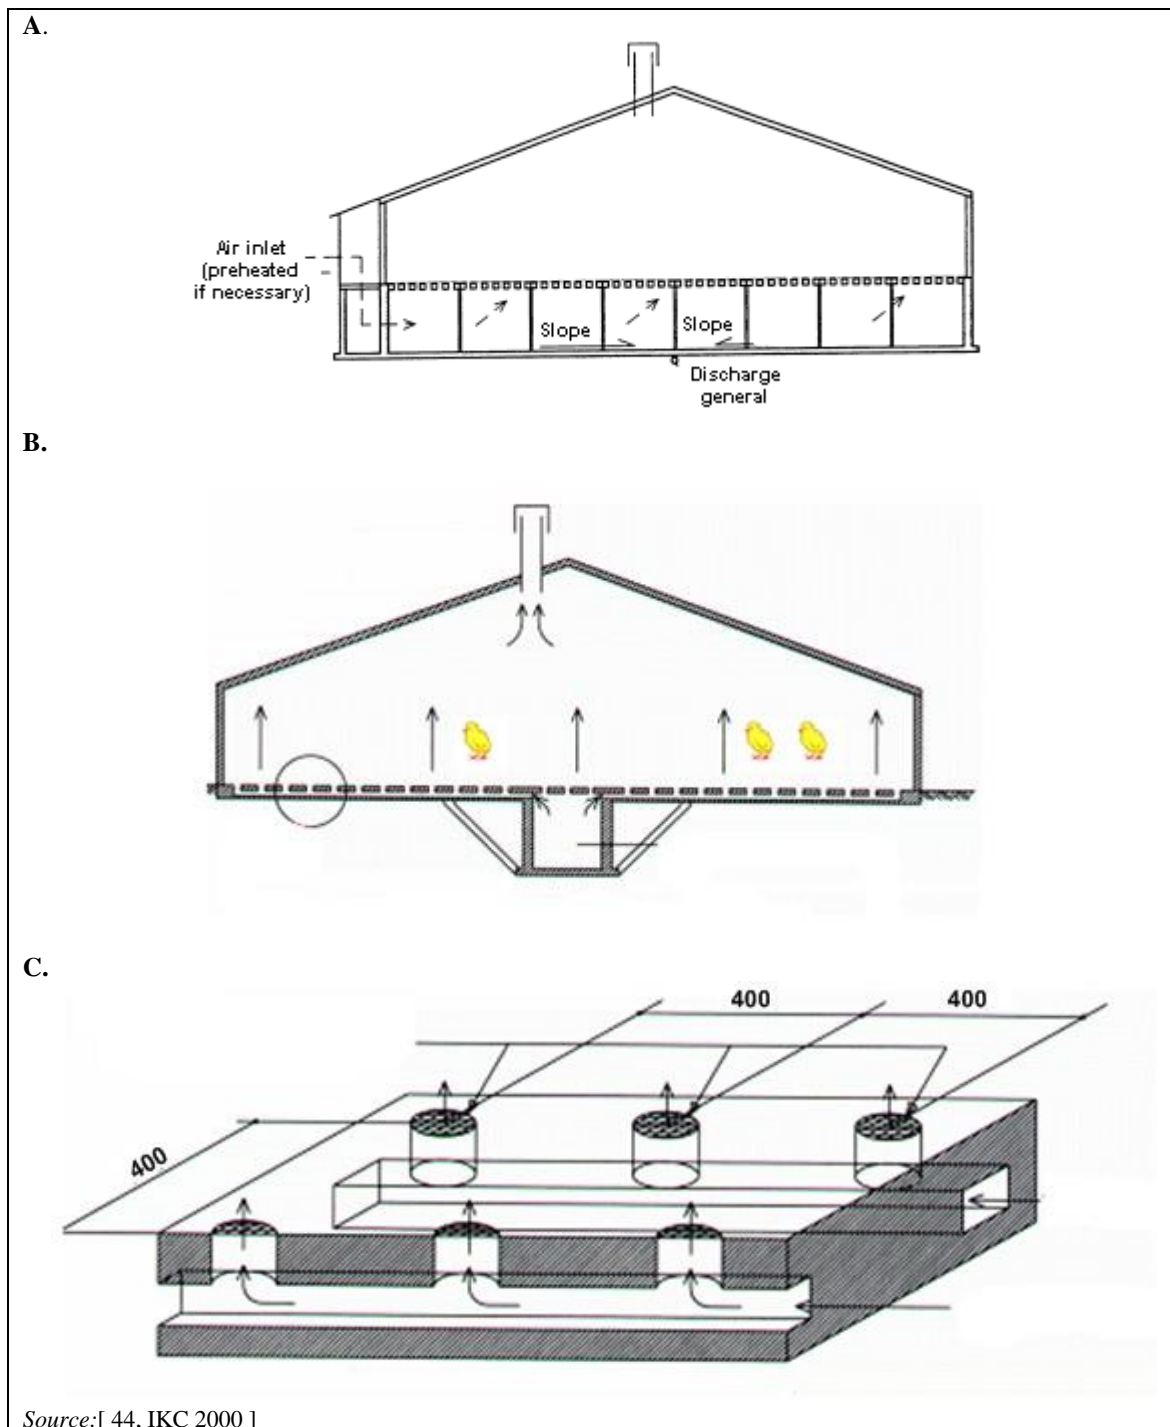 A.
Air inlet
(preheated
if necessary)
Slope
Slope
Discharge
general
B.
C.
400
400
400
Source:[ 44, IKC 2000 ]